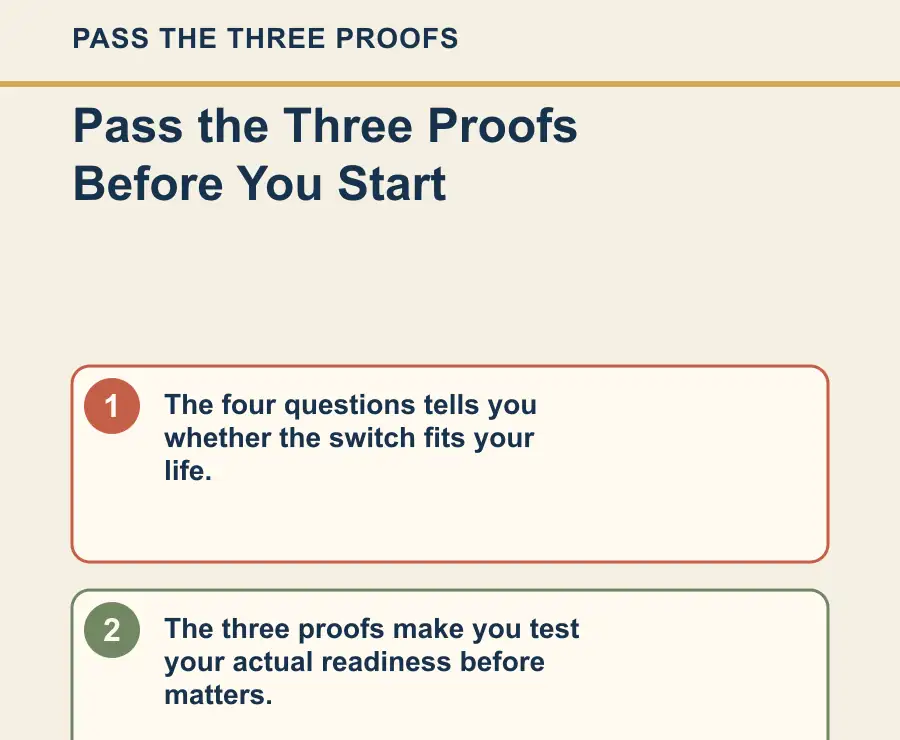 PASS THE THREE PROOFS
Pass the Three Proofs
Before You Start
1
The four questions tells you
whether the switch fits your
life.
2
The three proofs make you test
your actual readiness before
matters.